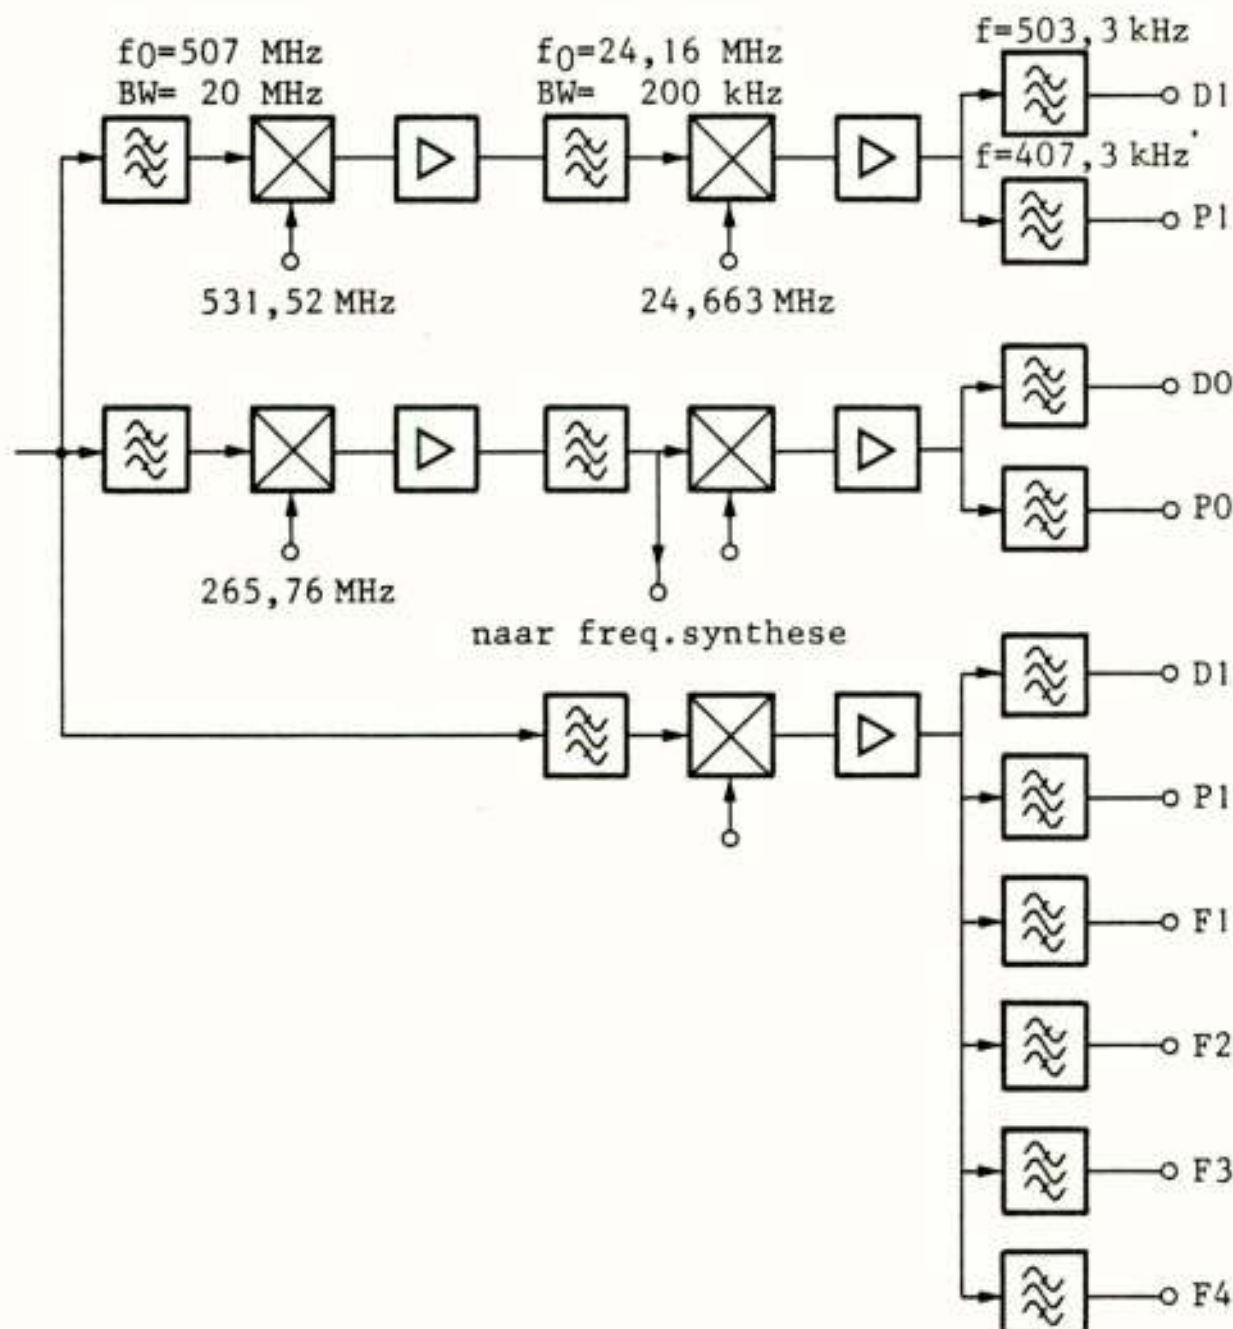 f0=507 MHz
BW= 20 MHz
f0=24,16 MHz
BW= 200 kHz
f=503,3 kHz
D1
f=407,3 kHz
P1
531,52 MHz
24,663 MHz
D0
P0
265,76 MHz
naar freq.synthese
D1
P1
F1
F2
F3
F4